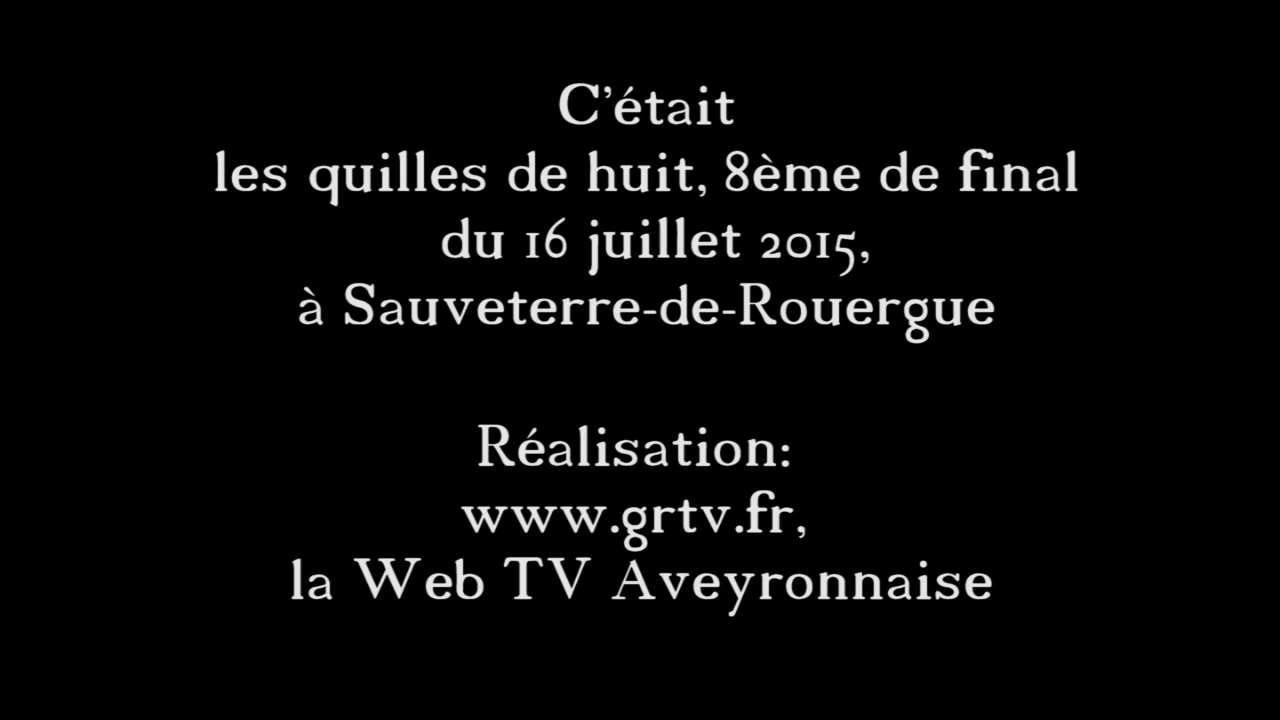 C'était
les quilles de huit, 8ème de final
du 16 juillet 2015,
à Sauveterre-de-Rouergue
Réalisation:
www.grtv.fr,
la Web TV Aveyronnaise